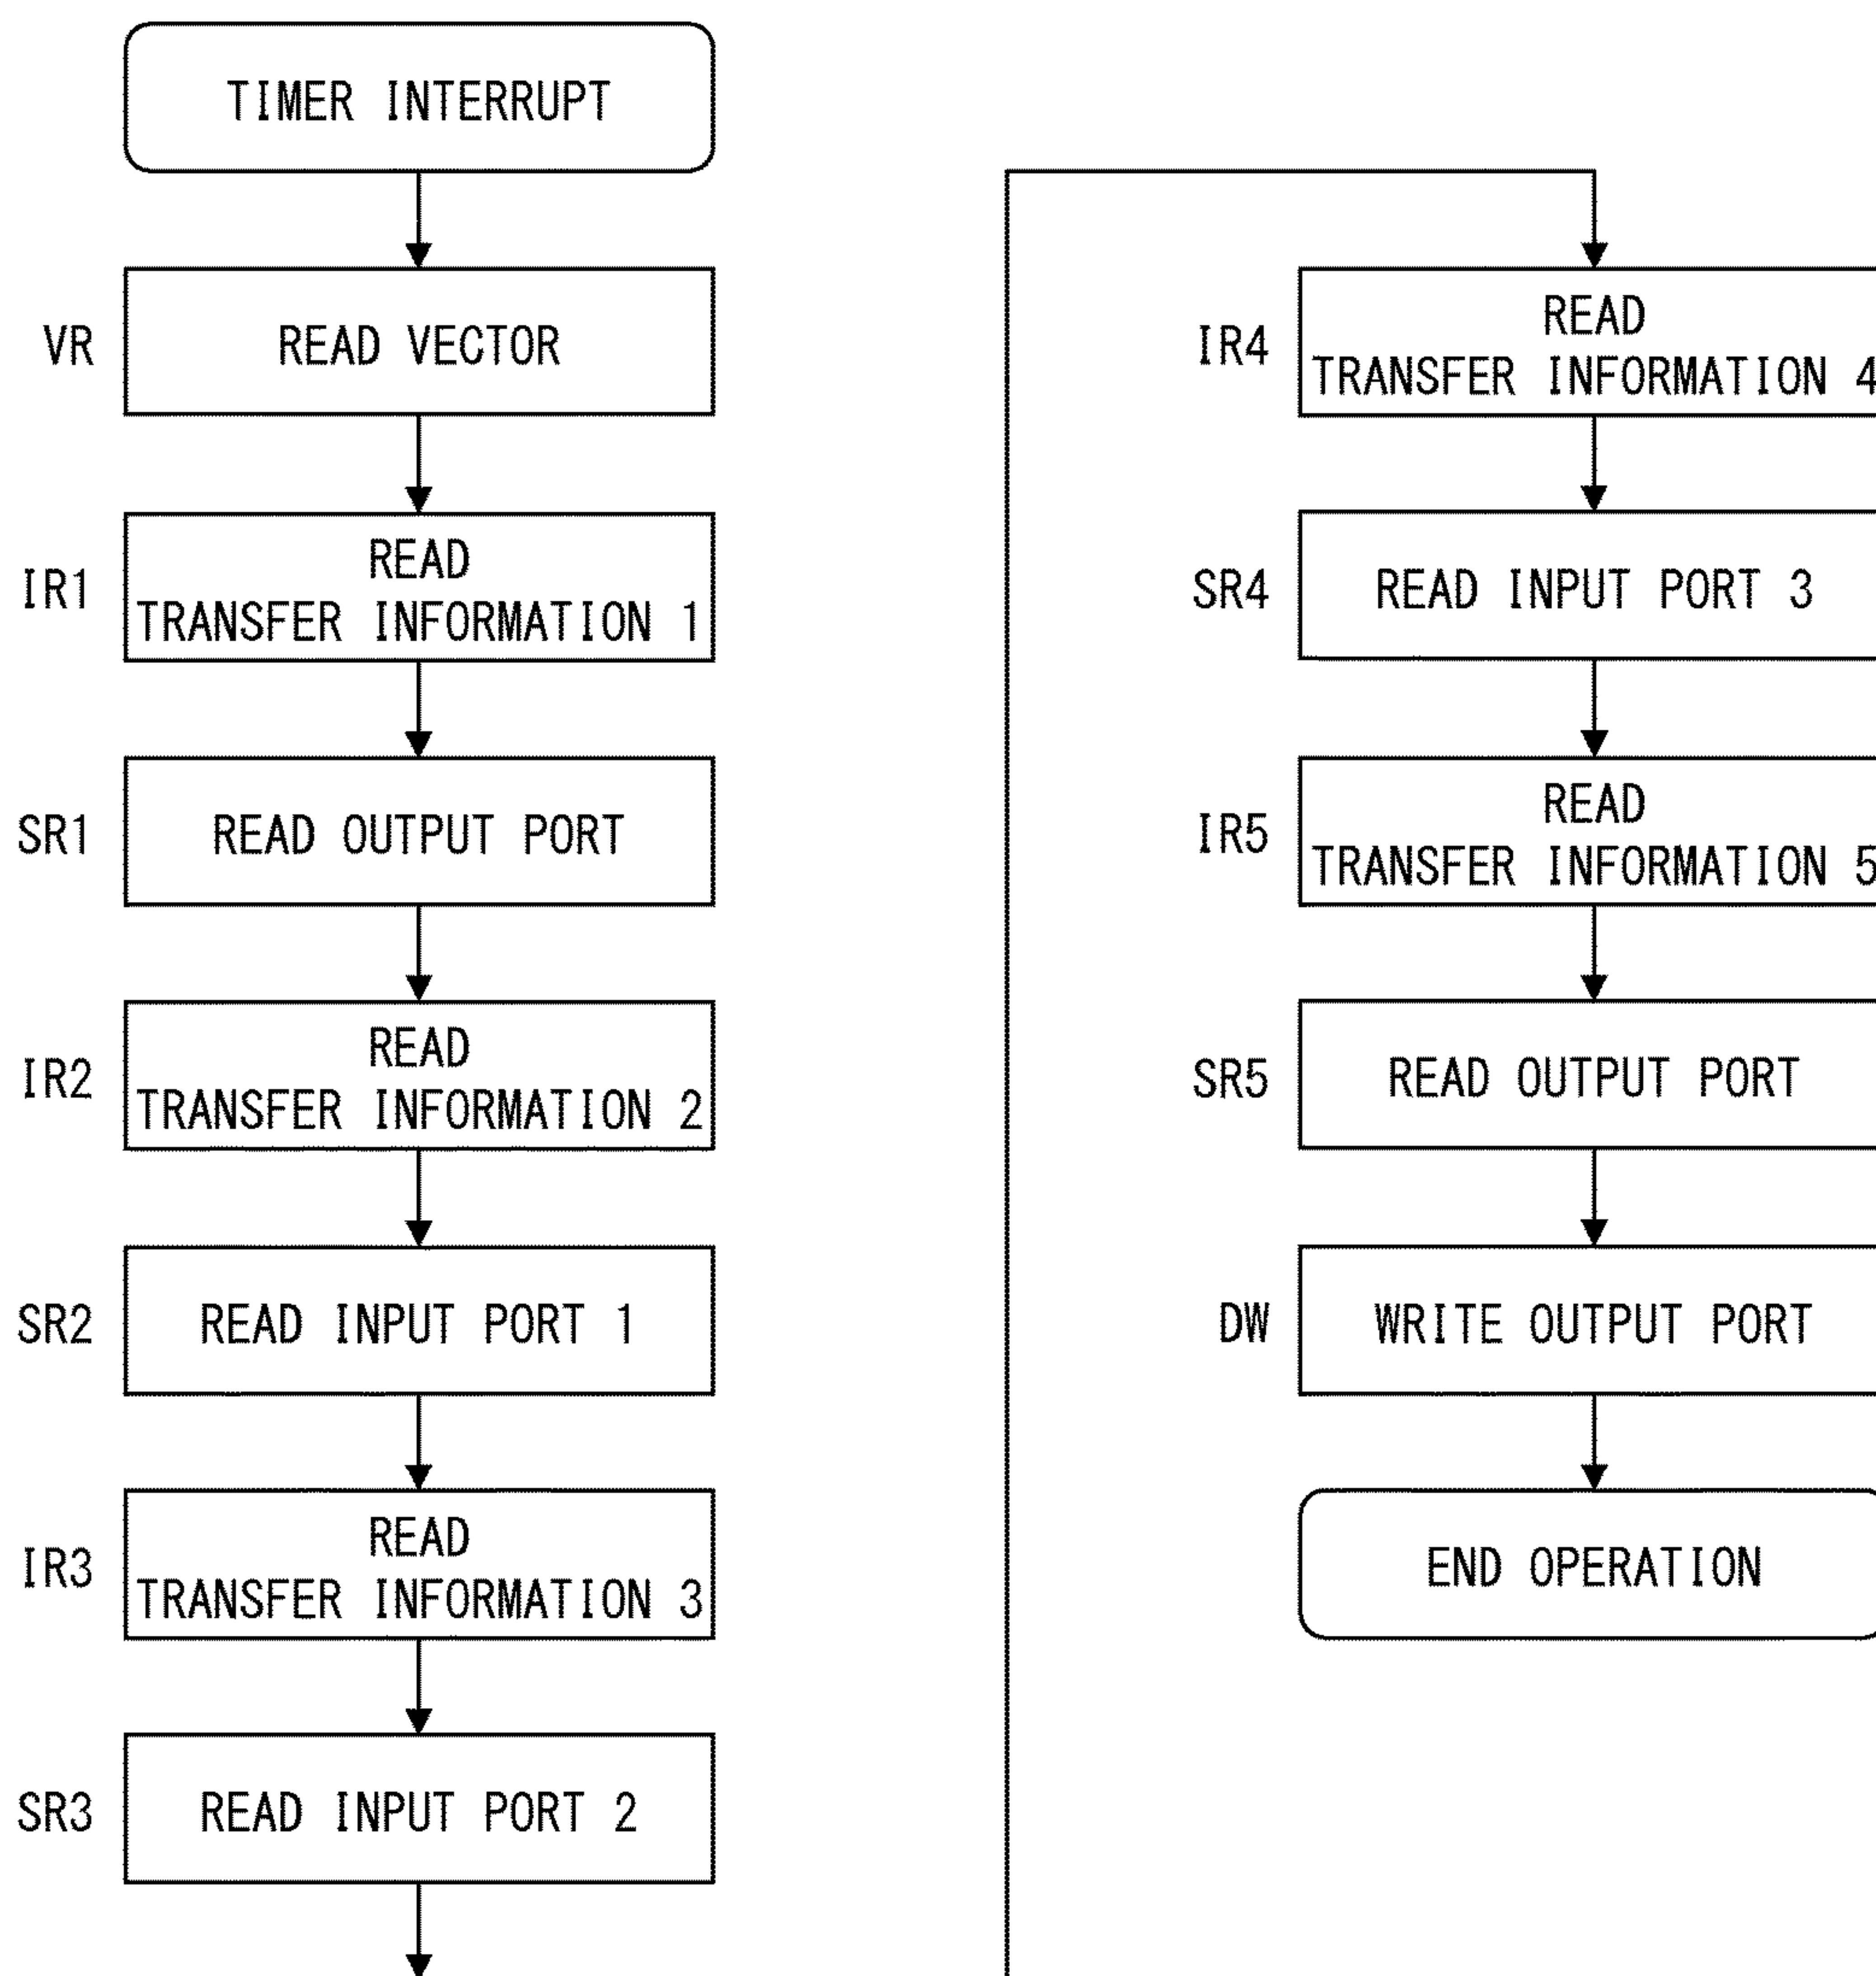 TIMER INTERRUPT
VR
READ VECTOR
IR1
READ
TRANSFER INFORMATION 1
SR1
READ OUTPUT PORT
IR2
READ
TRANSFER INFORMATION 2
SR2
READ INPUT PORT 1
IR3
READ
TRANSFER INFORMATION 3
SR3
READ INPUT PORT 2
IR4
READ
TRANSFER INFORMATION 4
SR4
READ INPUT PORT 3
IR5
READ
TRANSFER INFORMATION 5
SR5
READ OUTPUT PORT
DW
WRITE OUTPUT PORT
END OPERATION